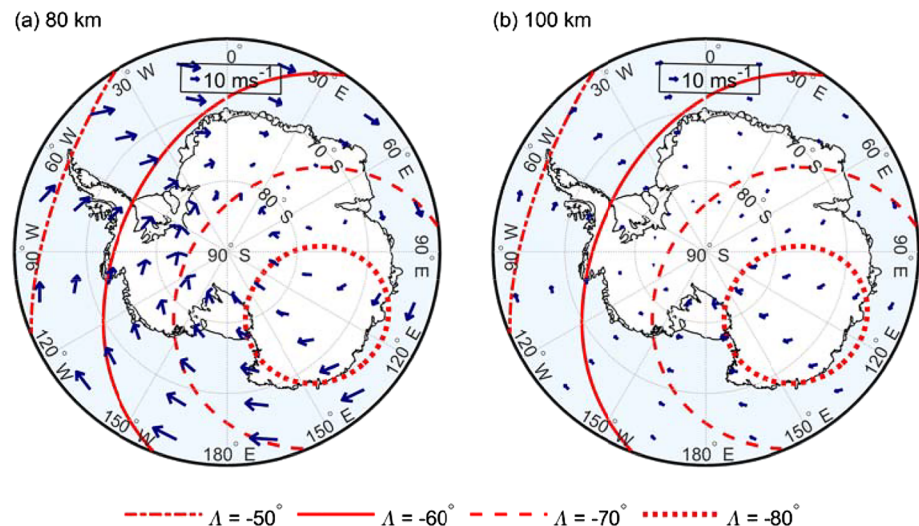 (a) 80 km
(b) 100 km
0°
10 ms⁻¹
30° W
30° E
60° W
60° E
70° S
80° S
90° S
90° W
90° E
120° W
120° E
150° W
150° E
180° E
0°
10 ms⁻¹
30° W
30° E
60° W
60° E
70° S
80° S
90° S
90° W
90° E
120° W
120° E
150° W
150° E
180° E
Λ = -50° Λ = -60° Λ = -70° Λ = -80°